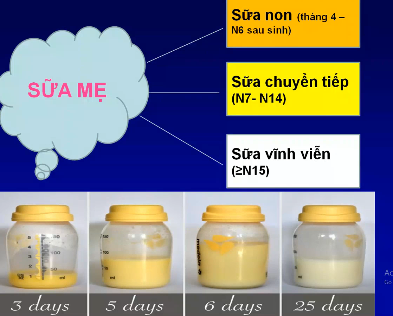 SỮA MẸ
Sữa non (tháng 4 –
N6 sau sinh)
Sữa chuyển tiếp
(N7- N14)
Sữa vĩnh viễn
(≥N15)
3 days
5 days
6 days
25 days